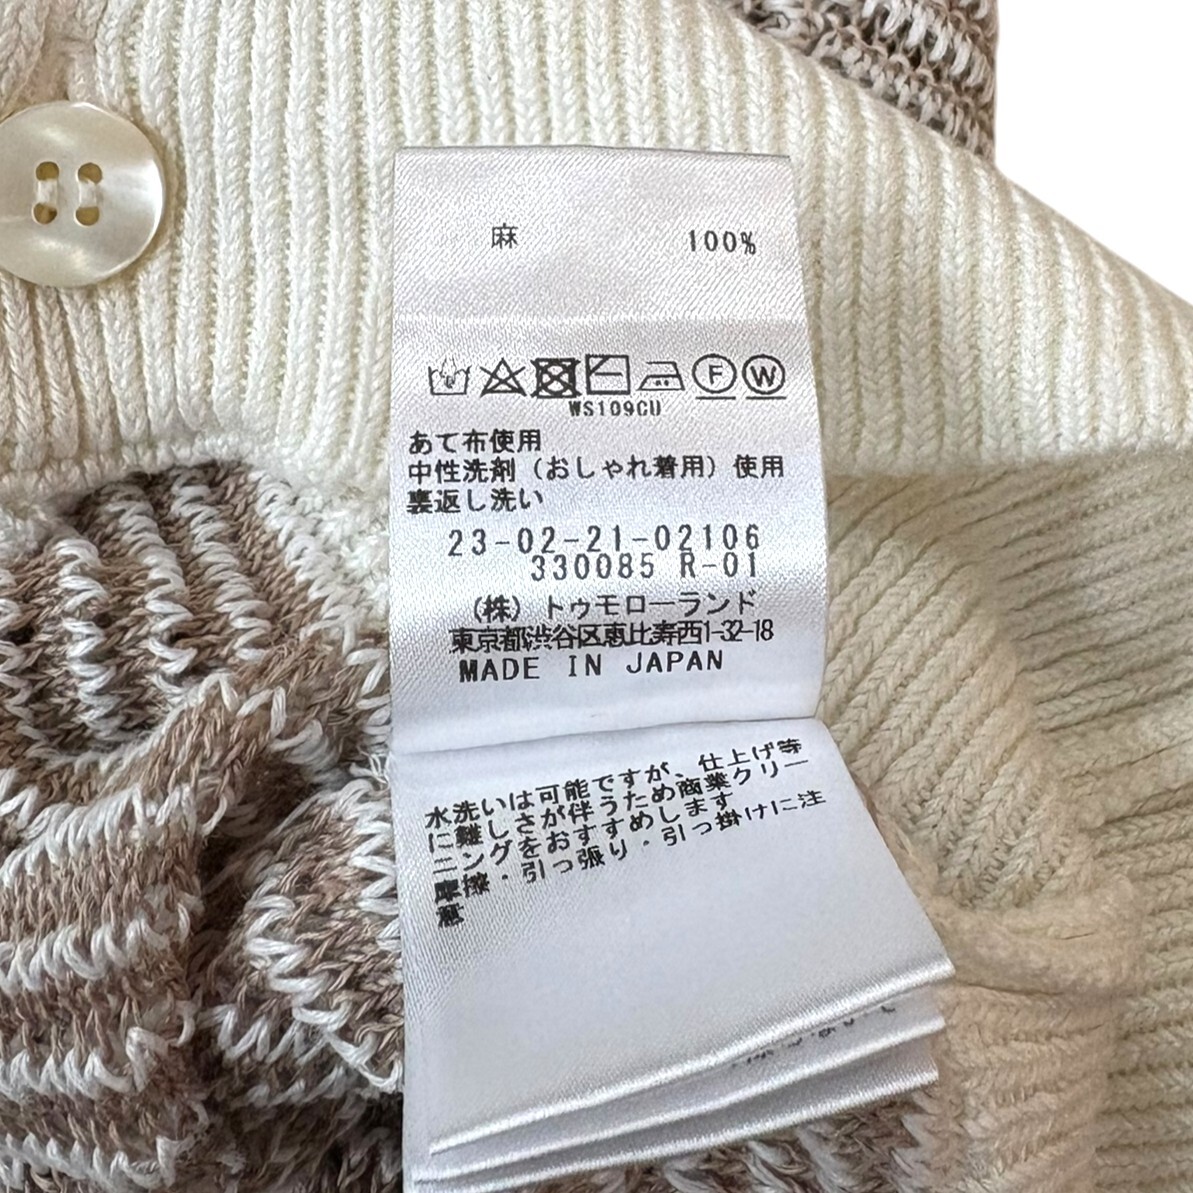 麻 100%
F W
WS109CU
あて布使用
中性洗剤（おしゃれ着用）使用
裏返し洗い
23-02-21-02106
330085 R-01
（株）トゥモローランド
東京都渋谷区恵比寿西1-32-18
MADE IN JAPAN
水洗いは可能ですが、仕上げ等
に難しさが伴うため商業クリー
ニングをおすすめします
摩擦・引っ張り・引っ掛けに注
意